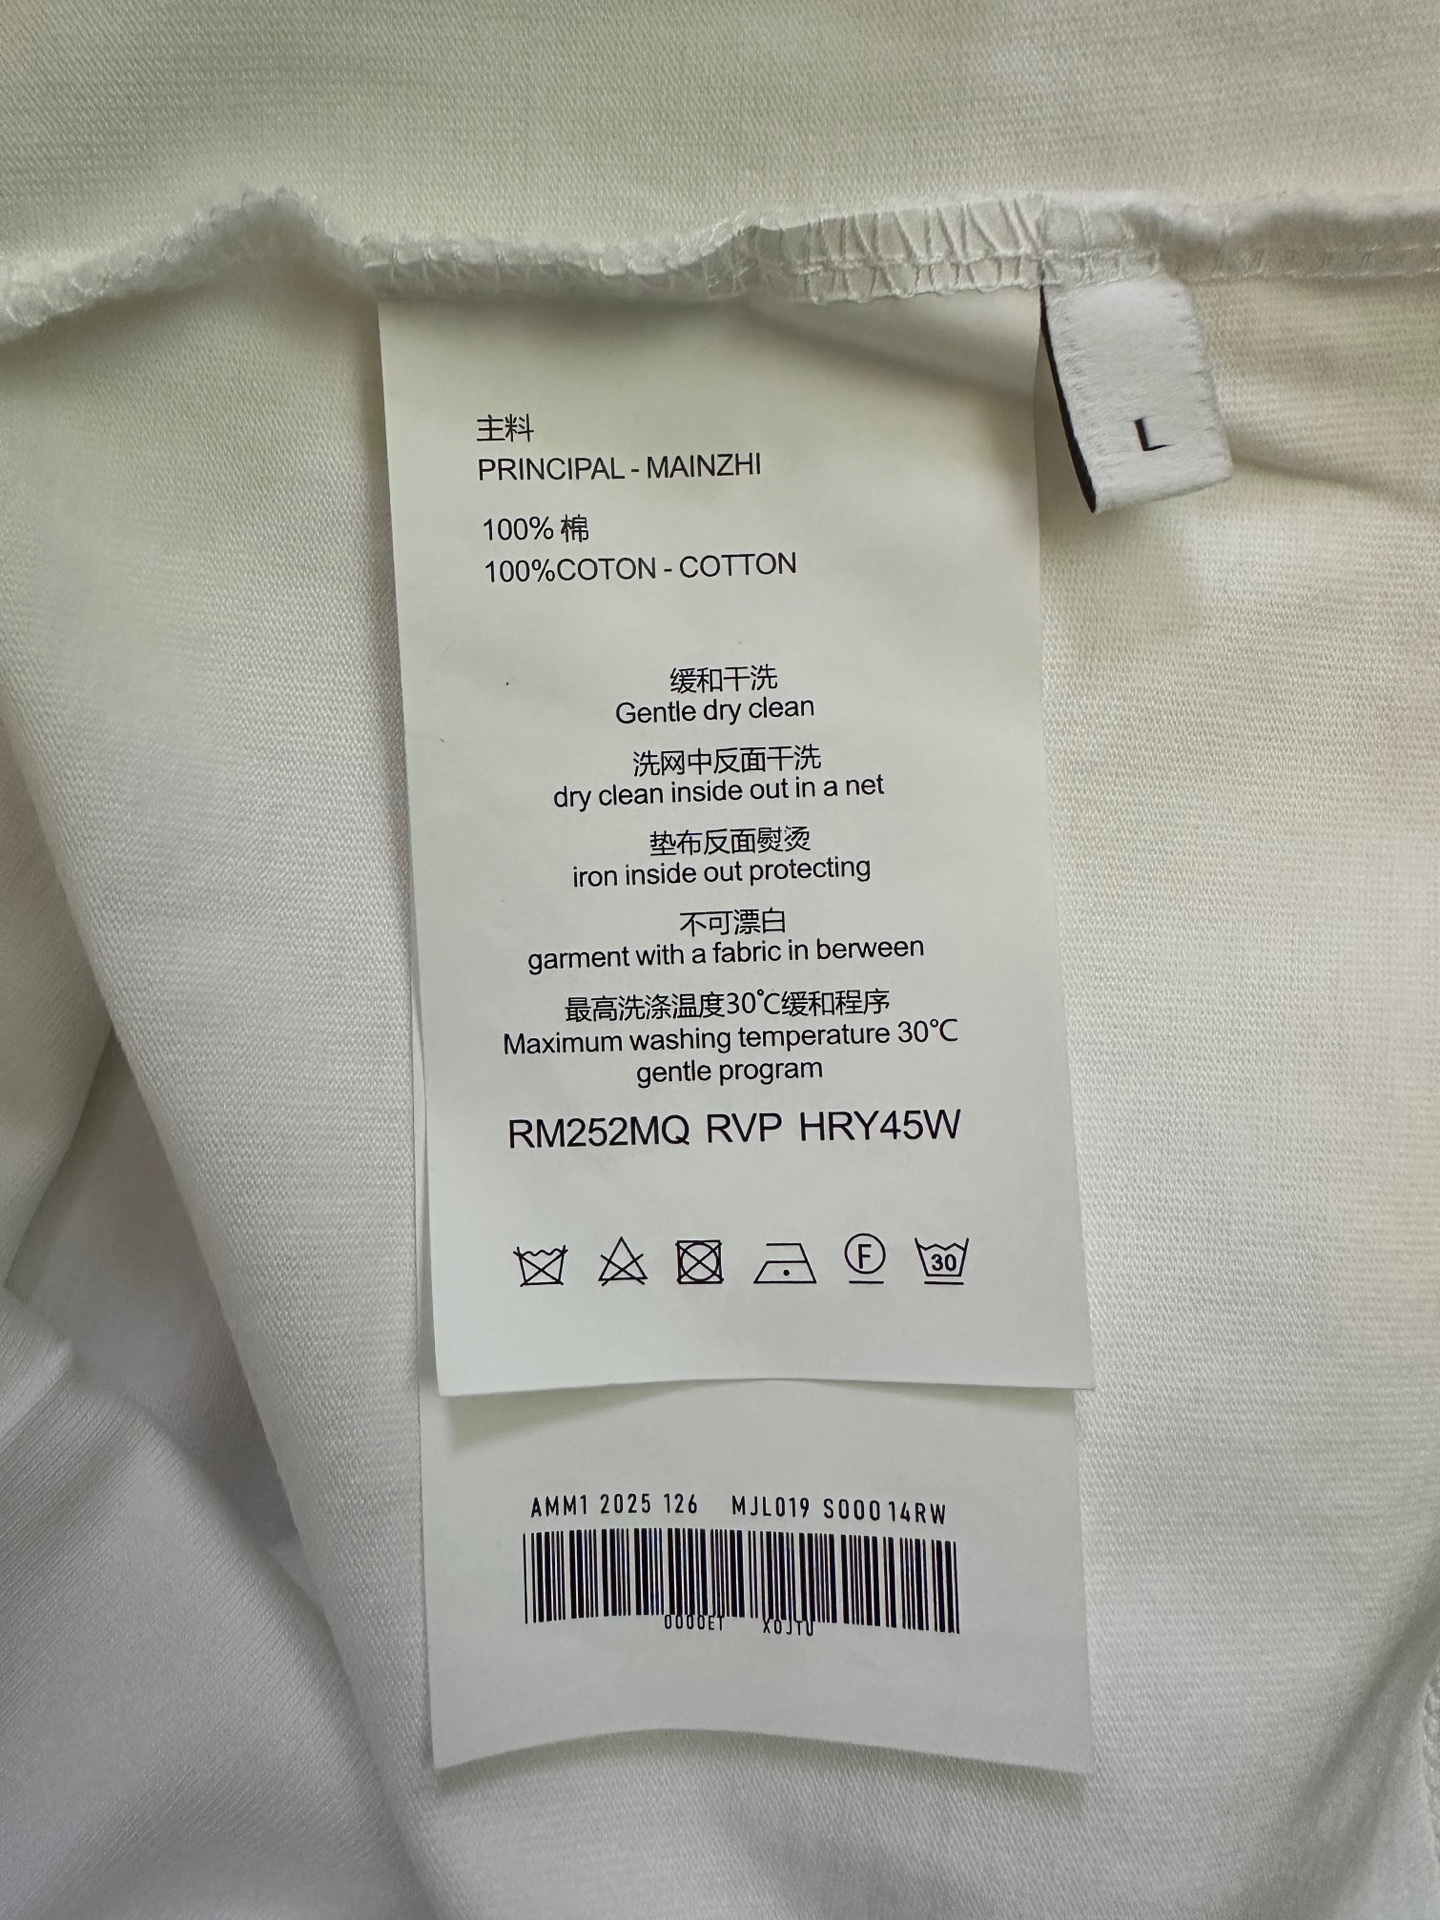 主料
PRINCIPAL - MAINZHI
100% 棉
100%COTON - COTTON
L
缓和干洗
Gentle dry clean
洗网中反面干洗
dry clean inside out in a net
垫布反面熨烫
iron inside out protecting
不可漂白
garment with a fabric in berween
最高洗涤温度30℃缓和程序
Maximum washing temperature 30℃
gentle program
RM252MQ RVP HRY45W
F
30
AMM1 2025 126 MJL019 S00014RW
0000ET XOJTU